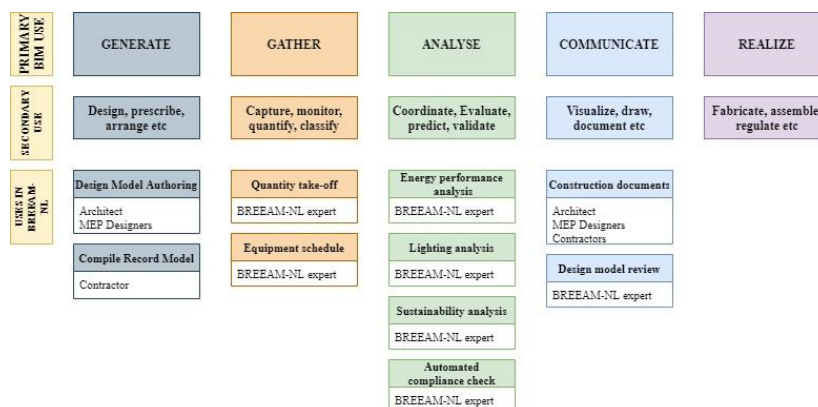 PRIMARY
BIM USE
GENERATE
GATHER
ANALYSE
COMMUNICATE
REALIZE
SECONDARY
USE
Design, prescribe,
arrange etc
Capture, monitor,
quantify, classify
Coordinate, Evaluate,
predict, validate
Visualize, draw,
document etc
Fabricate, assemble
regulate etc
USES IN
BREEAM-
NL
Design Model Authoring
Architect
MEP Designers
Compile Record Model
Contractor
Quantity take-off
BREEAM-NL expert
Equipment schedule
BREEAM-NL expert
Energy performance
analysis
BREEAM-NL expert
Lighting analysis
BREEAM-NL expert
Sustainability analysis
BREEAM-NL expert
Automated
compliance check
BREEAM-NL expert
Construction documents
Architect
MEP Designers
Contractors
Design model review
BREEAM-NL expert